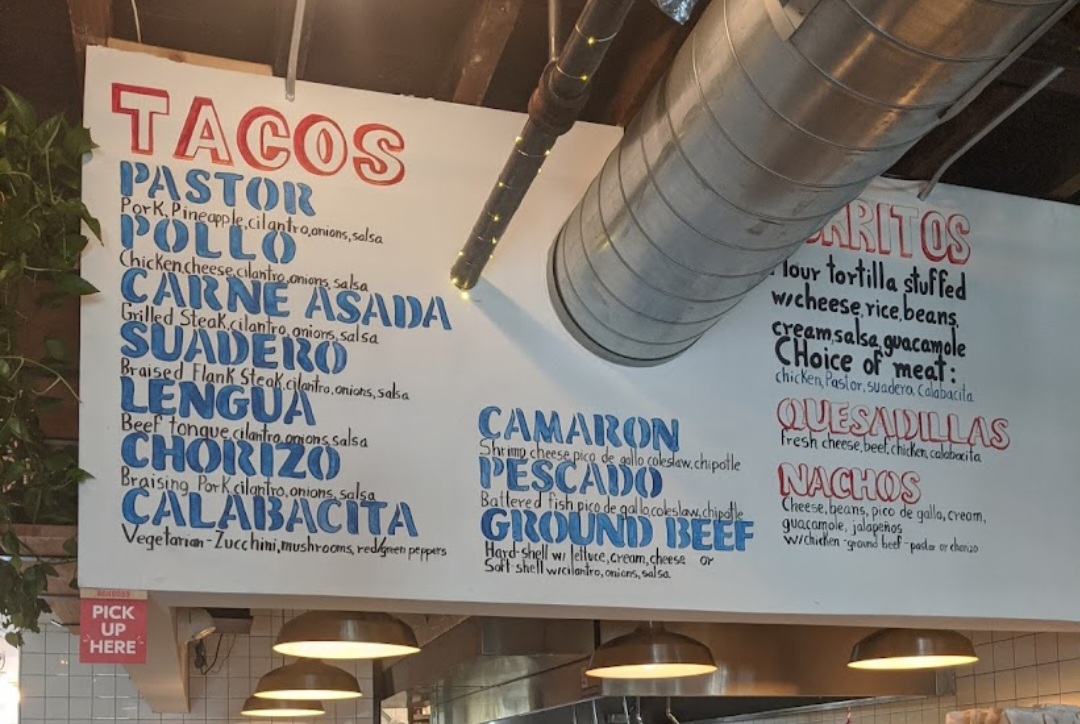 TACOS
PASTOR
Pork, Pineapple, cilantro, onions, salsa
POLLO
Chicken, cheese, cilantro, onions, salsa
CARNE ASADA
Grilled Steak, cilantro, onions, salsa
SUADERO
Braised Flank Steak, cilantro, onions, salsa
LENGUA
Beef tongue, cilantro, onions, salsa
CHORIZO
Braising Pork, cilantro, onions, salsa
CALABACITA
Vegetarian-Zucchini, mushrooms, red/green peppers
CAMARON
Shrimp cheese pico de gallo coleslaw, chipotle
PESCADO
Battered fish pico de gallo, coleslaw, chipotle
GROUND BEEF
Hard-shell w/ lettuce, cream, cheese or
Soft-shell w/cilantro, onions, salsa.
RRITOS
Flour tortilla stuffed
w/cheese, rice, beans,
cream, salsa, guacamole
CHoice of meat:
chicken, Pastor, suadero, Calabacita
QUESADILLAS
fresh cheese, beef, chicken, calabacita
NACHOS
Cheese, beans, pico de gallo, cream,
guacamole, jalapeños
w/chicken-ground beef-pastor or chorizo
PICK
UP
HERE